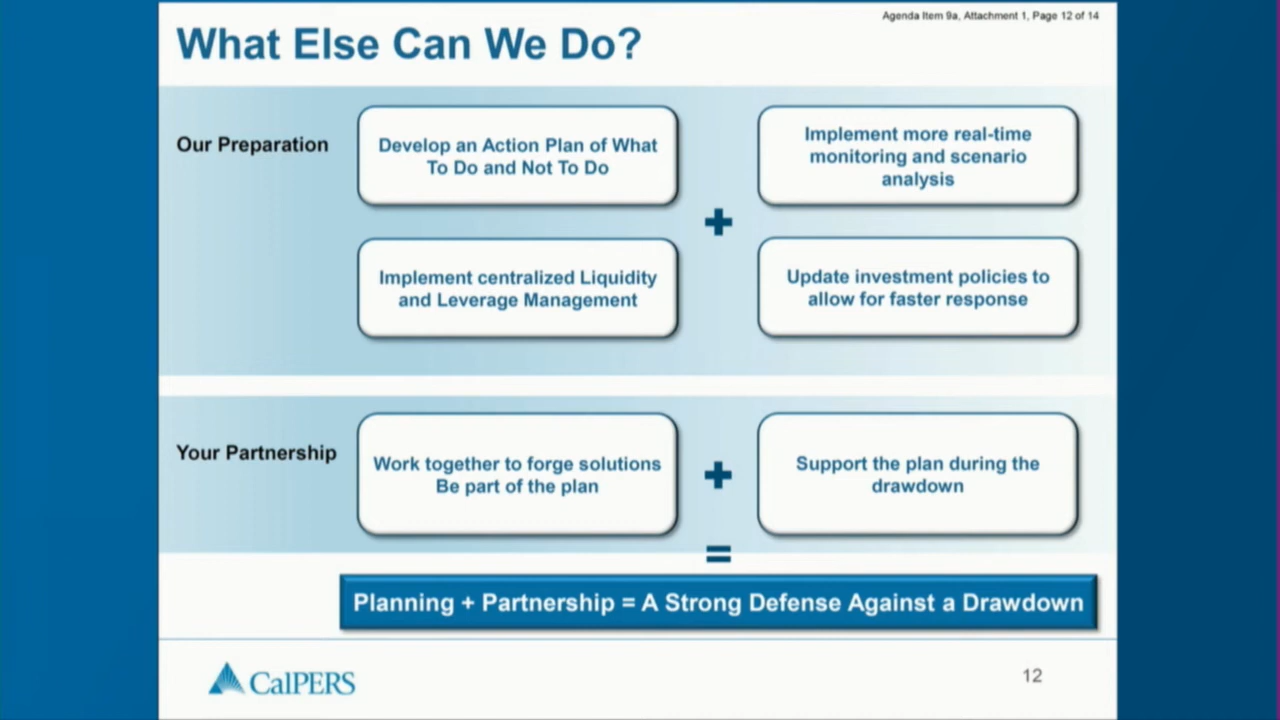 Agenda Item 9a, Attachment 1, Page 12 of 14
What Else Can We Do?
Our Preparation
Develop an Action Plan of What
To Do and Not To Do
+
Implement more real-time
monitoring and scenario
analysis
Implement centralized Liquidity
and Leverage Management
Update investment policies to
allow for faster response
Your Partnership
Work together to forge solutions
Be part of the plan
+
Support the plan during the
drawdown
=
Planning + Partnership = A Strong Defense Against a Drawdown
CalPERS
12